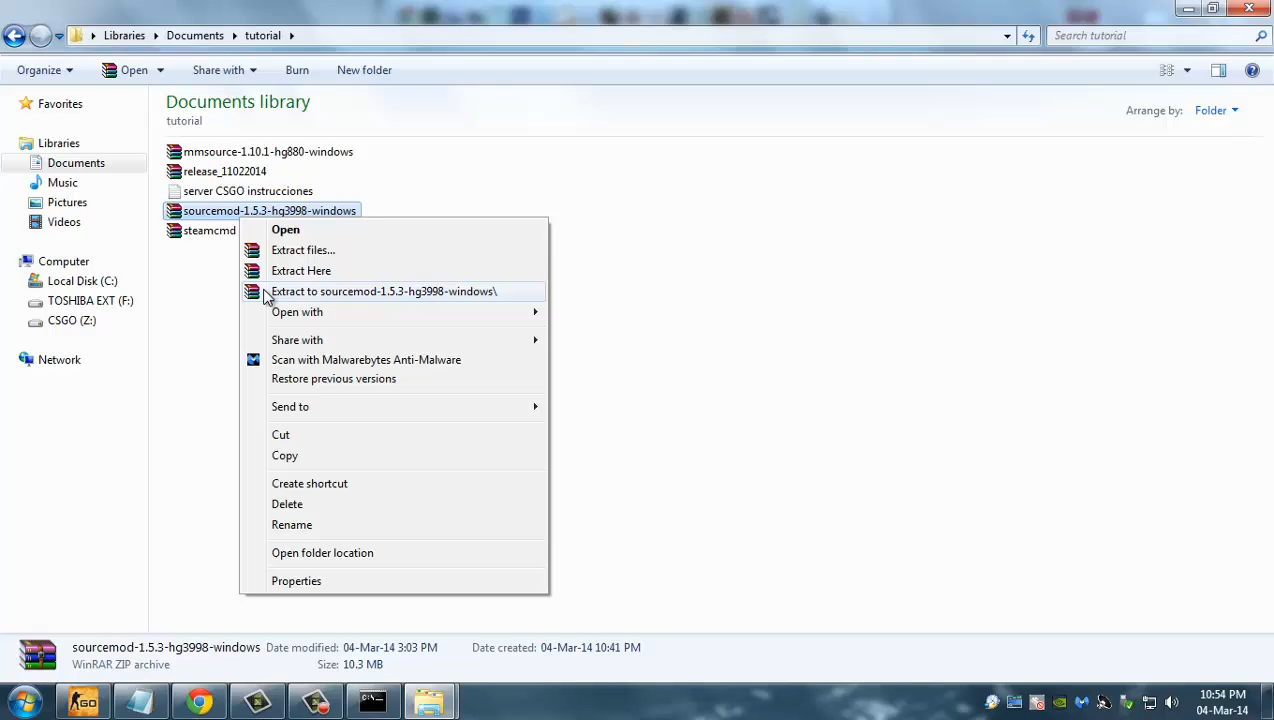 Libraries
Documents
tutorial
Search tutorial
Organize
Open
Share with
Burn
New folder
Favorites
Libraries
Documents
Music
Pictures
Videos
Computer
Local Disk (C:)
TOSHIBA EXT (F:)
CSGO (Z:)
Network
Documents library
tutorial
Arrange by: Folder
mmsource-1.10.1-hg880-windows
release_11022014
server CSGO instrucciones
sourcemod-1.5.3-hg3998-windows
steamcmd
Open
Extract files...
Extract Here
Extract to sourcemod-1.5.3-hg3998-windows\
Open with
Share with
Scan with Malwarebytes Anti-Malware
Restore previous versions
Send to
Cut
Copy
Create shortcut
Delete
Rename
Open folder location
Properties
sourcemod-1.5.3-hg3998-windows Date modified: 04-Mar-14 3:03 PM Date created: 04-Mar-14 10:41 PM
WinRAR ZIP archive Size: 10.3 MB
GO
10:54 PM
04-Mar-14